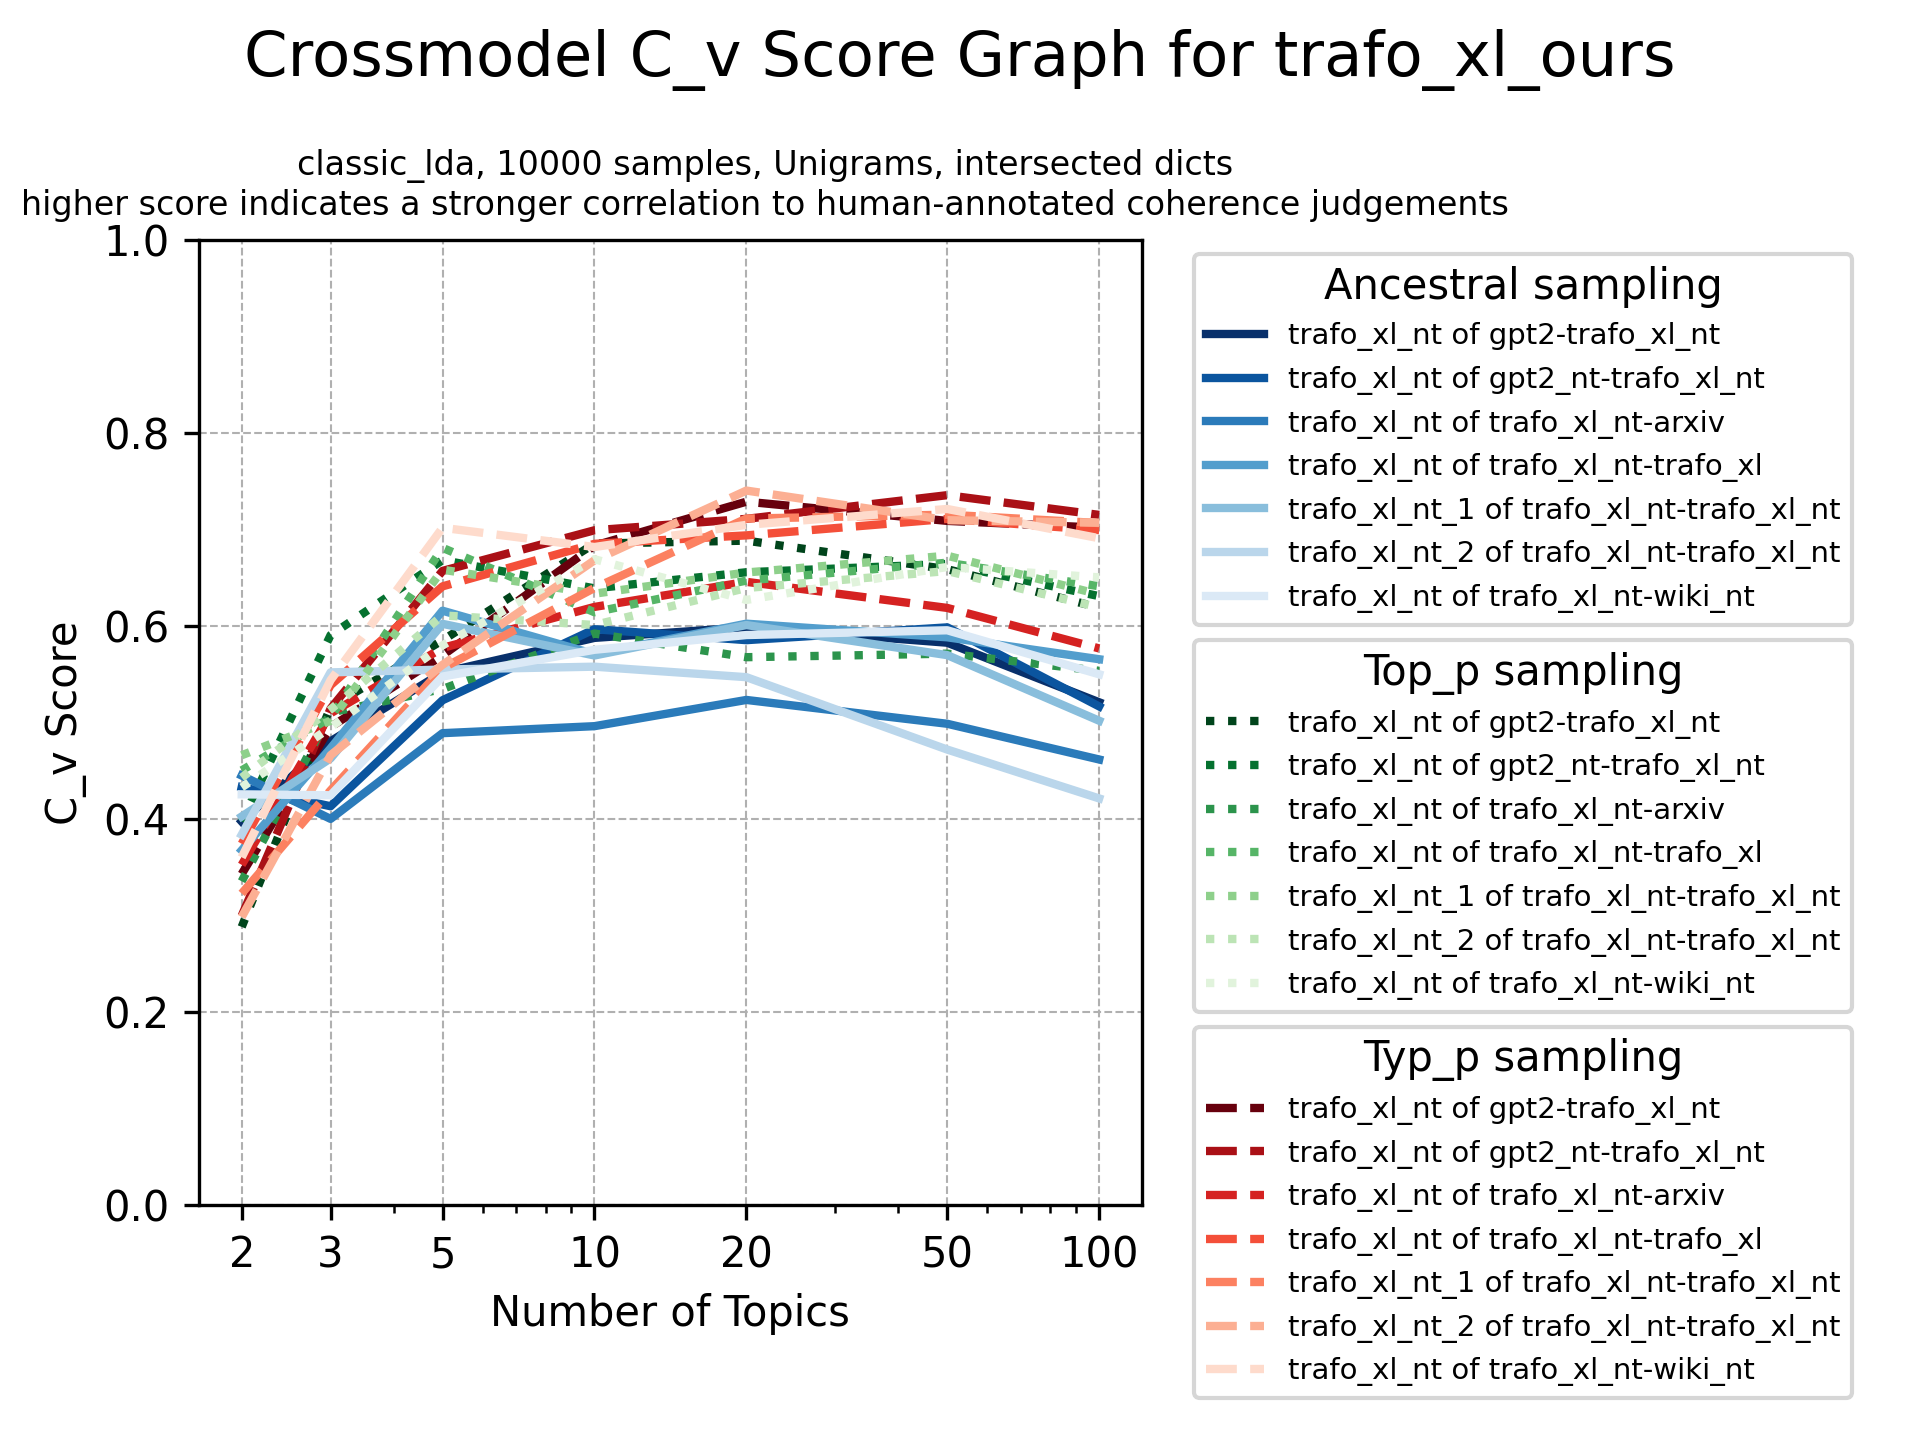 Crossmodel C_v Score Graph for trafo_xl_ours
classic_lda, 10000 samples, Unigrams, intersected dicts
higher score indicates a stronger correlation to human-annotated coherence judgements
C_v Score
1.0
0.8
0.6
0.4
0.2
0.0
2 3 5 10 20 50 100
Number of Topics
Ancestral sampling
trafo_xl_nt of gpt2-trafo_xl_nt
trafo_xl_nt of gpt2_nt-trafo_xl_nt
trafo_xl_nt of trafo_xl_nt-arxiv
trafo_xl_nt of trafo_xl_nt-trafo_xl
trafo_xl_nt_1 of trafo_xl_nt-trafo_xl_nt
trafo_xl_nt_2 of trafo_xl_nt-trafo_xl_nt
trafo_xl_nt of trafo_xl_nt-wiki_nt
Top_p sampling
trafo_xl_nt of gpt2-trafo_xl_nt
trafo_xl_nt of gpt2_nt-trafo_xl_nt
trafo_xl_nt of trafo_xl_nt-arxiv
trafo_xl_nt of trafo_xl_nt-trafo_xl
trafo_xl_nt_1 of trafo_xl_nt-trafo_xl_nt
trafo_xl_nt_2 of trafo_xl_nt-trafo_xl_nt
trafo_xl_nt of trafo_xl_nt-wiki_nt
Typ_p sampling
trafo_xl_nt of gpt2-trafo_xl_nt
trafo_xl_nt of gpt2_nt-trafo_xl_nt
trafo_xl_nt of trafo_xl_nt-arxiv
trafo_xl_nt of trafo_xl_nt-trafo_xl
trafo_xl_nt_1 of trafo_xl_nt-trafo_xl_nt
trafo_xl_nt_2 of trafo_xl_nt-trafo_xl_nt
trafo_xl_nt of trafo_xl_nt-wiki_nt